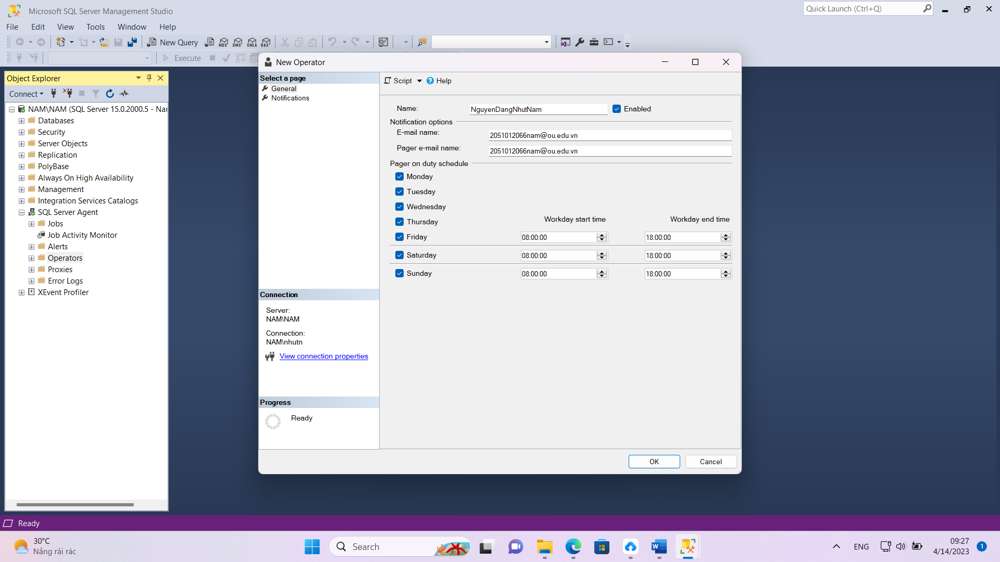 Microsoft SQL Server Management Studio
Quick Launch (Ctrl+Q)
File Edit View Tools Window Help
New Query MDX DMX XMLA DAX
Execute
Object Explorer
Connect
NAM\NAM (SQL Server 15.0.2000.5 - Nar
Databases
Security
Server Objects
Replication
PolyBase
Always On High Availability
Management
Integration Services Catalogs
SQL Server Agent
Jobs
Job Activity Monitor
Alerts
Operators
Proxies
Error Logs
XEvent Profiler
New Operator
Select a page
General
Notifications
Connection
Server:
NAM\NAM
Connection:
NAM\nhutn
View connection properties
Progress
Ready
Script Help
Name: NguyenDangNhutNam Enabled
Notification options
E-mail name: 2051012066nam@ou.edu.vn
Pager e-mail name: 2051012066nam@ou.edu.vn
Pager on duty schedule
Monday
Tuesday
Wednesday
Thursday Workday start time Workday end time
Friday 08:00:00 18:00:00
Saturday 08:00:00 18:00:00
Sunday 08:00:00 18:00:00
OK Cancel
Ready
30°C
Nắng rải rác
Search
W
ENG
09:27
4/14/2023
1